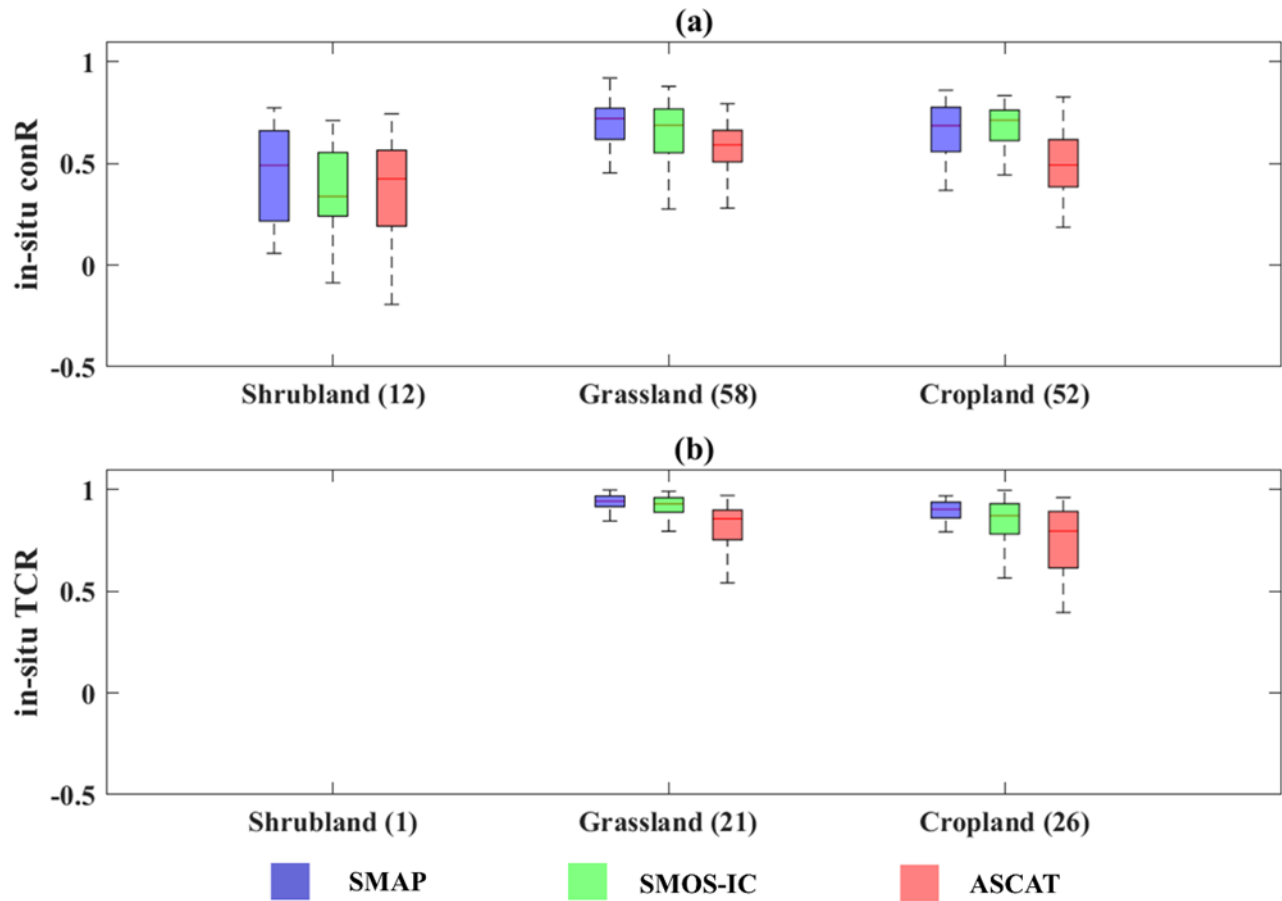 (a)
in-situ conR
1
0.5
0
-0.5
Shrubland (12)
Grassland (58)
Cropland (52)
(b)
in-situ TCR
1
0.5
0
-0.5
Shrubland (1)
Grassland (21)
Cropland (26)
SMAP
SMOS-IC
ASCAT